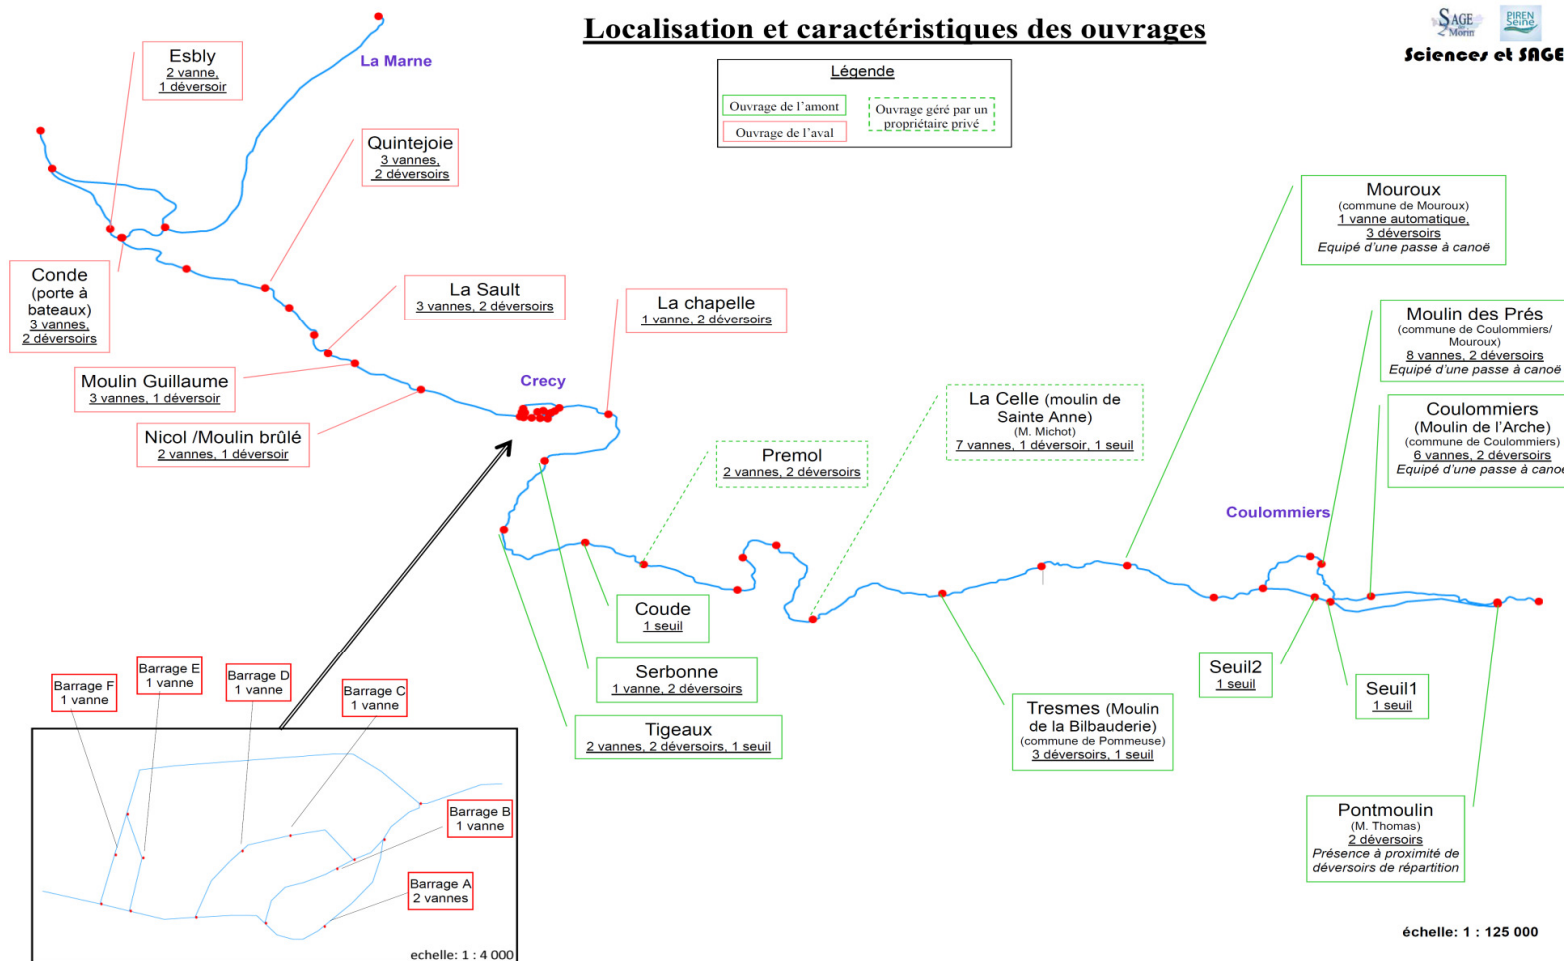 Localisation et caractéristiques des ouvrages
SAGE
Morin
PIREN
Seine
Sciences et SAGE
Légende
Ouvrage de l'amont
Ouvrage de l'aval
Ouvrage géré par un
propriétaire privé
La Marne
Esbly
2 vanne,
1 déversoir
Quintejoie
3 vannes,
2 déversoirs
Conde
(porte à
bateaux)
3 vannes,
2 déversoirs
La Sault
3 vannes, 2 déversoirs
La chapelle
1 vanne, 2 déversoirs
Moulin Guillaume
3 vannes, 1 déversoir
Nicol /Moulin brûlé
2 vannes, 1 déversoir
Crecy
Mouroux
(commune de Mouroux)
1 vanne automatique,
3 déversoirs
Equipé d'une passe à canoë
Moulin des Prés
(commune de Coulommiers/
Mouroux)
8 vannes, 2 déversoirs
Equipé d'une passe à canoë
Coulommiers
(Moulin de l'Arche)
(commune de Coulommiers)
6 vannes, 2 déversoirs
Equipé d'une passe à canoë
La Celle (moulin de
Sainte Anne)
(M. Michot)
7 vannes, 1 déversoir, 1 seuil
Premol
2 vannes, 2 déversoirs
Coulommiers
Coude
1 seuil
Serbonne
1 vanne, 2 déversoirs
Tigeaux
2 vannes, 2 déversoirs, 1 seuil
Tresmes (Moulin
de la Bilbauderie)
(commune de Pommeuse)
3 déversoirs, 1 seuil
Seuil2
1 seuil
Seuil1
1 seuil
Pontmoulin
(M. Thomas)
2 déversoirs
Présence à proximité de
déversoirs de répartition
Barrage F
1 vanne
Barrage E
1 vanne
Barrage D
1 vanne
Barrage C
1 vanne
Barrage B
1 vanne
Barrage A
2 vannes
echelle: 1 : 4 000
échelle: 1 : 125 000